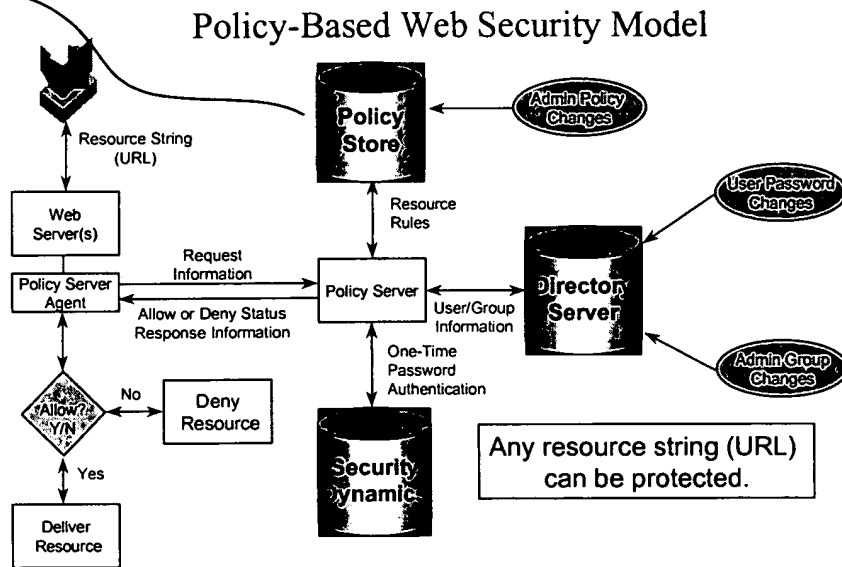 Policy-Based Web Security Model
Resource String
(URL)
Web
Server(s)
Policy Server
Agent
Request
Information
Allow or Deny Status
Response Information
Allow?
Y/N
No
Deny
Resource
Yes
Deliver
Resource
Policy
Store
Resource
Rules
Policy Server
User/Group
Information
One-Time
Password
Authentication
Security
Dynamic
Directory
Server
Admin Policy
Changes
User Password
Changes
Admin Group
Changes
Any resource string (URL)
can be protected.